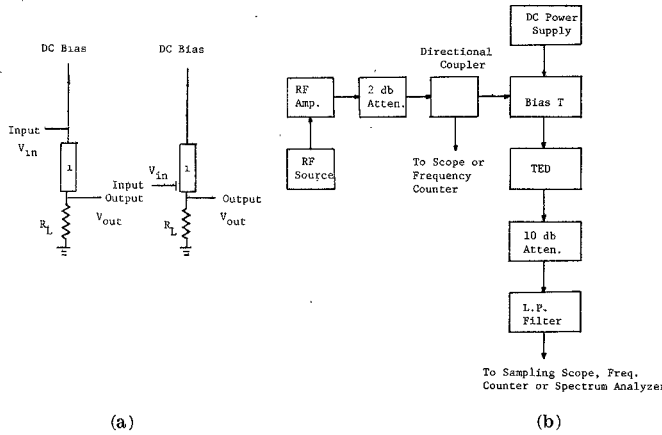 DC Bias
DC Bias
Input
V_in
1
Output
V_out
R_L
V_in
Input
1
Output
V_out
R_L
(a)
DC Power
Supply
Directional
Coupler
RF
Amp.
2 db
Atten.
Bias T
RF
Source
To Scope or
Frequency
Counter
TED
10 db
Atten.
L.P.
Filter
To Sampling Scope, Freq.
Counter or Spectrum Analyzer
(b)